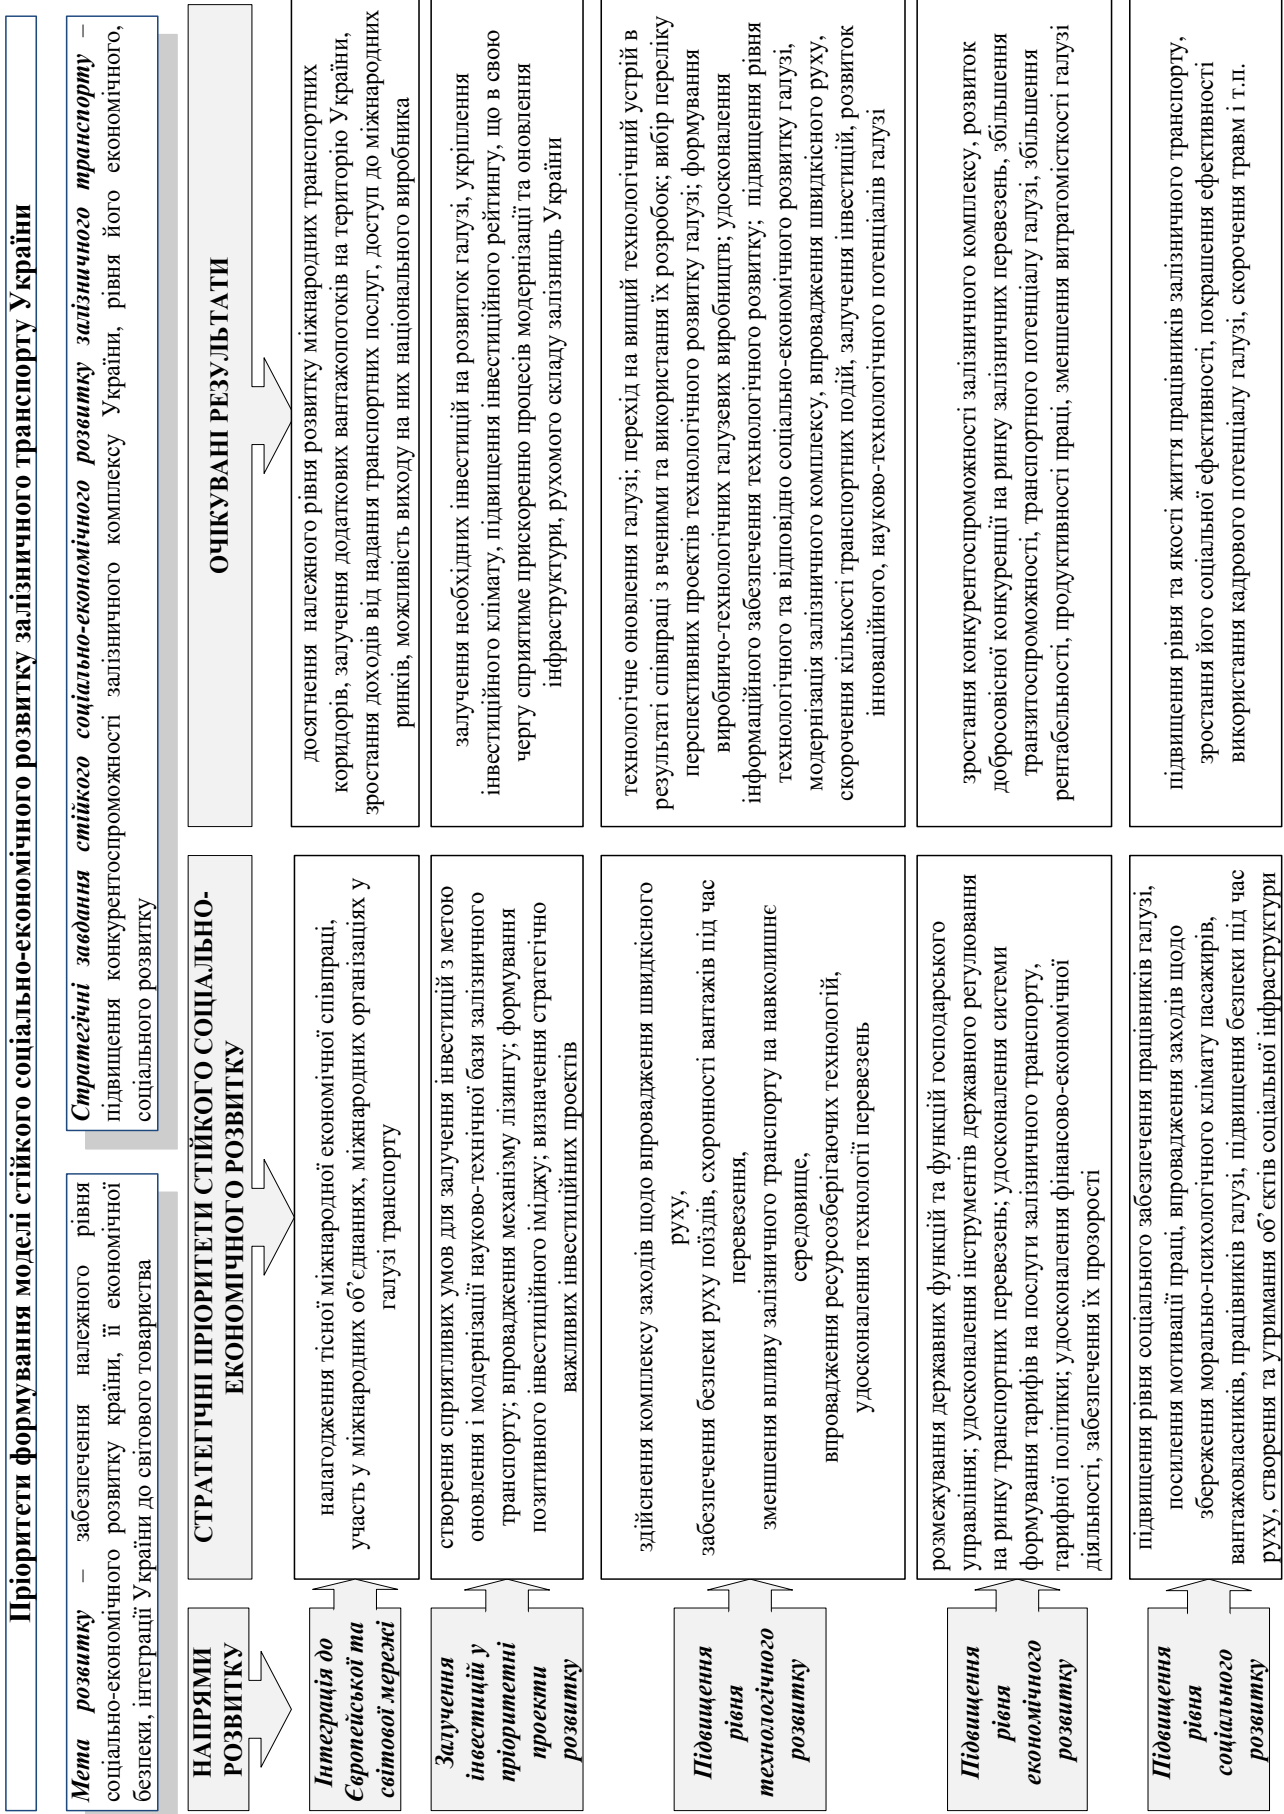 Пріоритети формування моделі стійкого соціально-економічного розвитку залізничного транспорту України
Мета розвитку – забезпечення належного рівня
соціально-економічного розвитку країни, її економічної
безпеки, інтеграції України до світового товариства
Стратегічні завдання стійкого соціально-економічного розвитку залізничного транспорту –
підвищення конкурентоспроможності залізничного комплексу України, рівня його економічного,
соціального розвитку
НАПРЯМИ
РОЗВИТКУ
СТРАТЕГІЧНІ ПРІОРИТЕТИ СТІЙКОГО СОЦІАЛЬНО-
ЕКОНОМІЧНОГО РОЗВИТКУ
ОЧІКУВАНІ РЕЗУЛЬТАТИ
Інтеграція до
Європейської та
світової мережі
налагодження тісної міжнародної економічної співпраці,
участь у міжнародних об’єднаннях, міжнародних організаціях у
галузі транспорту
досягнення належного рівня розвитку міжнародних транспортних
коридорів, залучення додаткових вантажопотоків на територію України,
зростання доходів від надання транспортних послуг, доступ до міжнародних
ринків, можливість виходу на них національного виробника
Залучення
інвестицій у
пріоритетні
проекти
розвитку
створення сприятливих умов для залучення інвестицій з метою
оновлення і модернізації науково-технічної бази залізничного
транспорту; впровадження механізму лізингу; формування
позитивного інвестиційного іміджу; визначення стратегічно
важливих інвестиційних проектів
залучення необхідних інвестицій на розвиток галузі, укріплення
інвестиційного клімату, підвищення інвестиційного рейтингу, що в свою
чергу сприятиме прискоренню процесів модернізації та оновлення
інфраструктури, рухомого складу залізниць України
Підвищення
рівня
технологічного
розвитку
здійснення комплексу заходів щодо впровадження швидкісного
руху,
забезпечення безпеки руху поїздів, схоронності вантажів під час
перевезення,
зменшення впливу залізничного транспорту на навколишнє
середовище,
впровадження ресурсозберігаючих технологій,
удосконалення технології перевезень
технологічне оновлення галузі; перехід на вищий технологічний устрій в
результаті співпраці з вченими та використання їх розробок; вибір переліку
перспективних проектів технологічного розвитку галузі; формування
виробничо-технологічних галузевих виробництв; удосконалення
інформаційного забезпечення технологічного розвитку; підвищення рівня
технологічного та відповідно соціально-економічного розвитку галузі,
модернізація залізничного комплексу, впровадження швидкісного руху,
скорочення кількості транспортних подій, залучення інвестицій, розвиток
інноваційного, науково-технологічного потенціалів галузі
Підвищення
рівня
економічного
розвитку
розмежування державних функцій та функцій господарського
управління; удосконалення інструментів державного регулювання
на ринку транспортних перевезень; удосконалення системи
формування тарифів на послуги залізничного транспорту,
тарифної політики; удосконалення фінансово-економічної
діяльності, забезпечення їх прозорості
зростання конкурентоспроможності залізничного комплексу, розвиток
добросовісної конкуренції на ринку залізничних перевезень, збільшення
транзитоспроможності, транспортного потенціалу галузі, збільшення
рентабельності, продуктивності праці, зменшення витратомісткості галузі
Підвищення
рівня
соціального
розвитку
підвищення рівня соціального забезпечення працівників галузі,
посилення мотивації праці, впровадження заходів щодо
збереження морально-психологічного клімату пасажирів,
вантажовласників, працівників галузі, підвищення безпеки під час
руху, створення та утримання об’єктів соціальної інфраструктури
підвищення рівня та якості життя працівників залізничного транспорту,
зростання його соціальної ефективності, покращення ефективності
використання кадрового потенціалу галузі, скорочення травм і т.п.